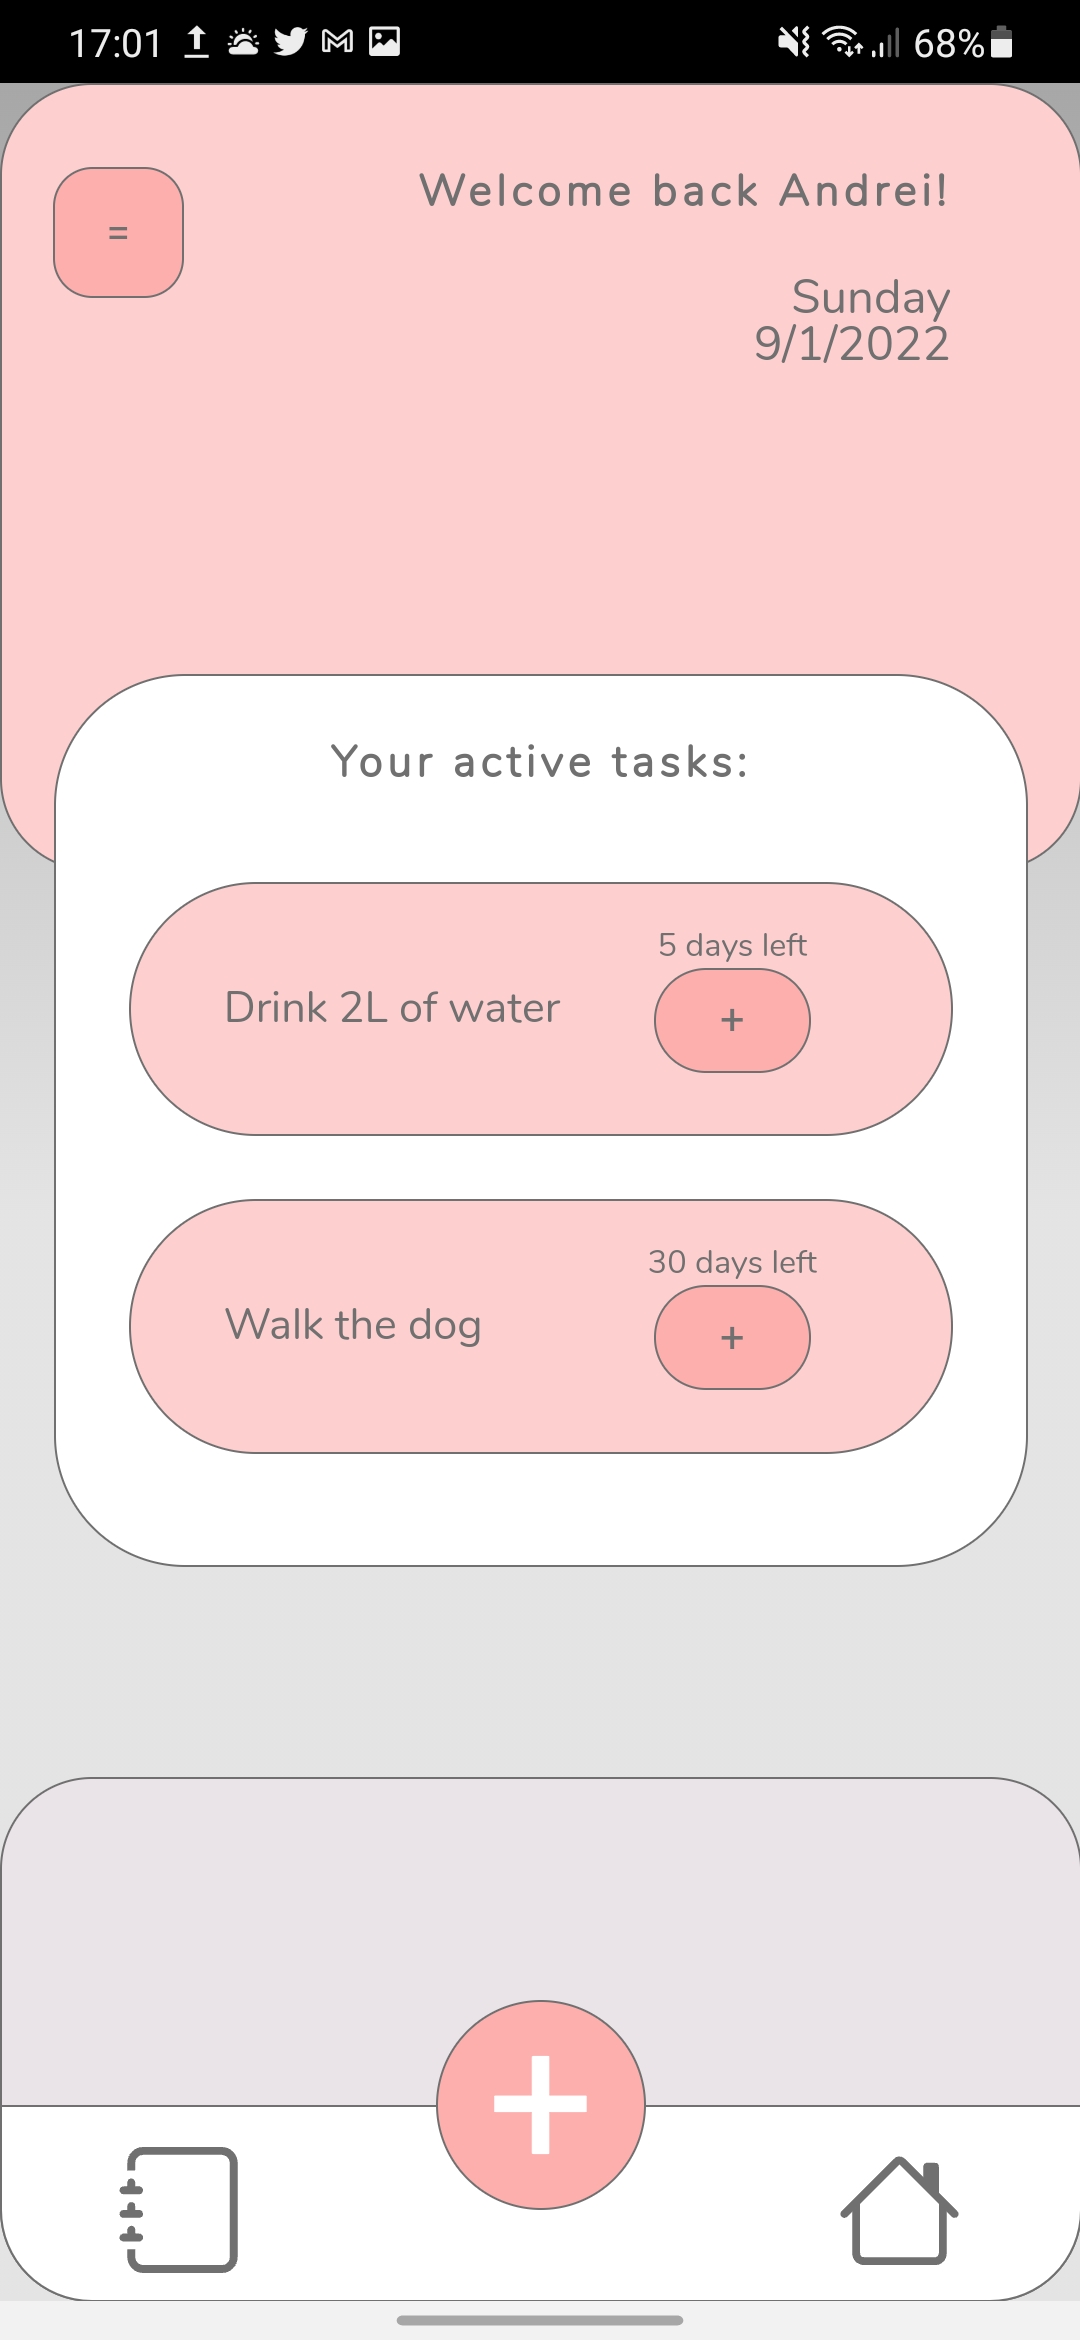 17:01 68%
=
Welcome back Andrei!
Sunday
9/1/2022
Your active tasks:
5 days left
Drink 2L of water
+
30 days left
Walk the dog
+
+